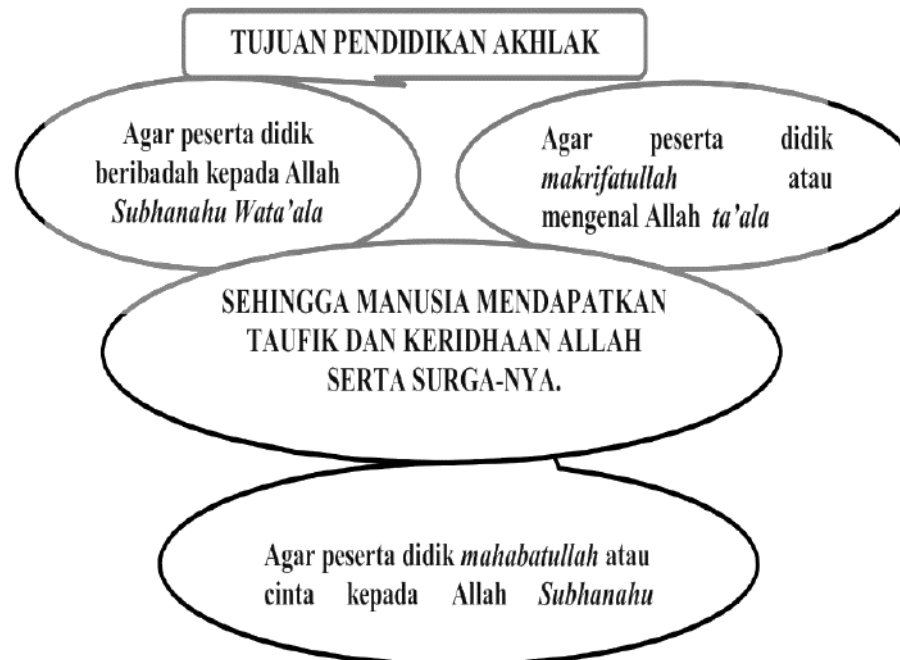 TUJUAN PENDIDIKAN AKHLAK
Agar peserta didik
beribadah kepada Allah
Subhanahu Wata’ala
Agar peserta didik
makrifatullah atau
mengenal Allah ta’ala
SEHINGGA MANUSIA MENDAPATKAN
TAUFIK DAN KERIDHAAN ALLAH
SERTA SURGA-NYA.
Agar peserta didik mahabatullah atau
cinta kepada Allah Subhanahu